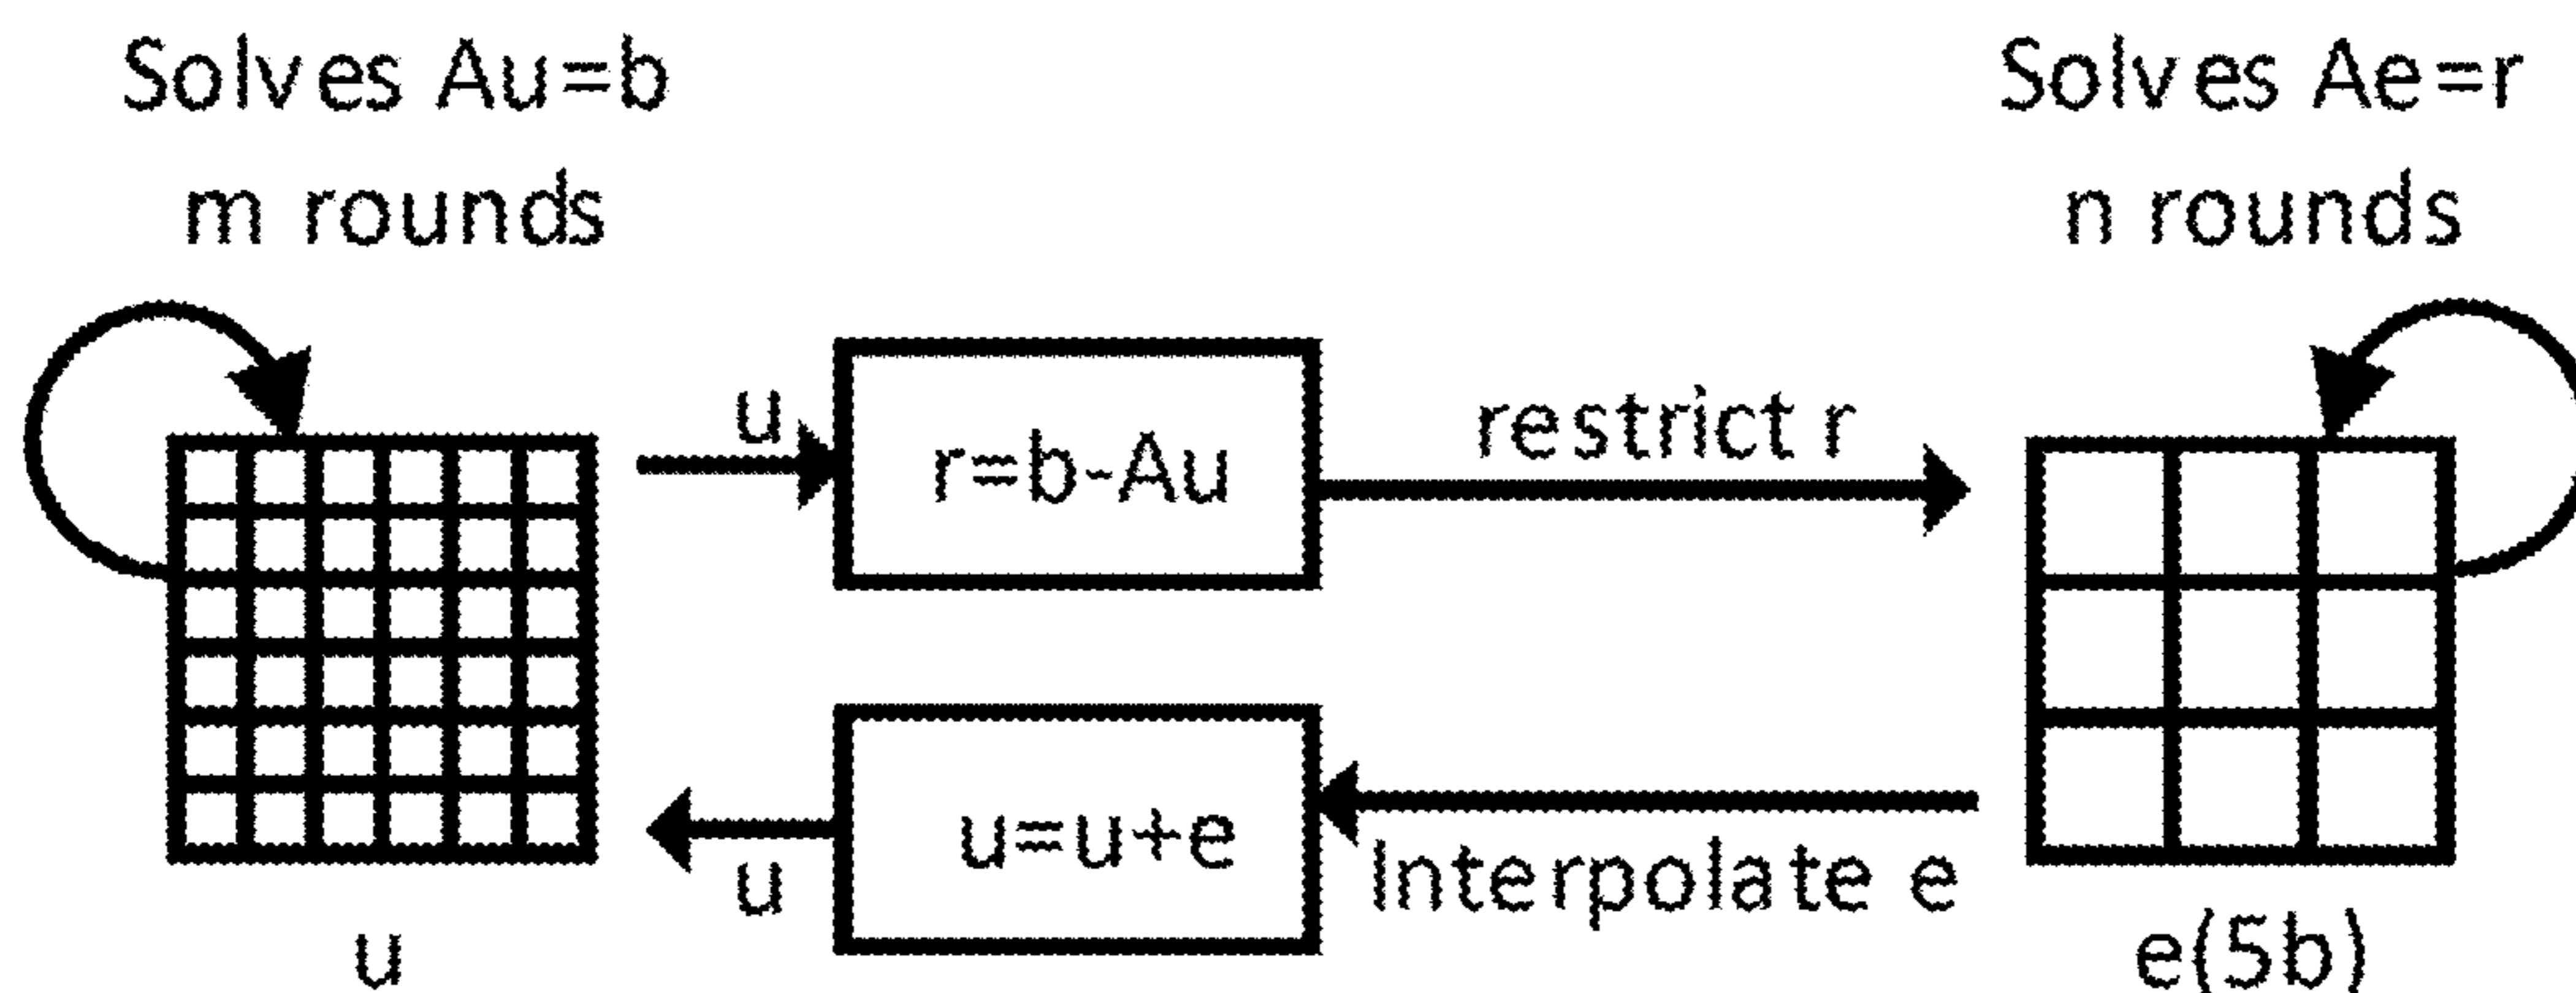 Solves Au=b
m rounds
Solves Ae=r
n rounds
u
r=b-Au
restrict r
u=u+e
u
Interpolate e
u
e(5b)